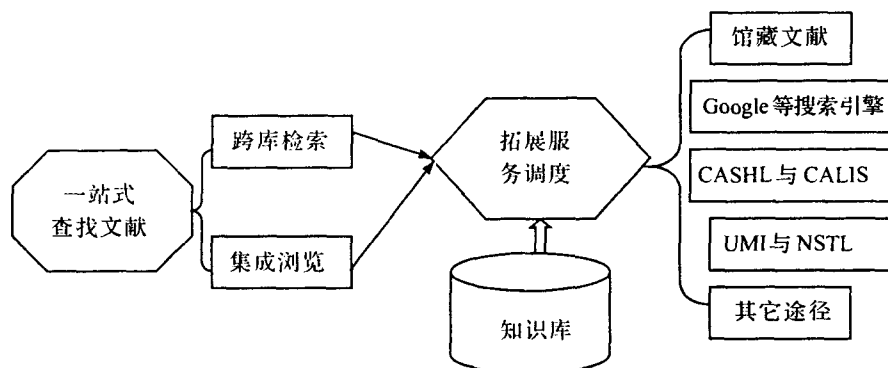 一站式
查找文献
跨库检索
集成浏览
拓展服
务调度
知识库
馆藏文献
Google等搜索引擎
CASHL与CALIS
UMI与NSTL
其它途径